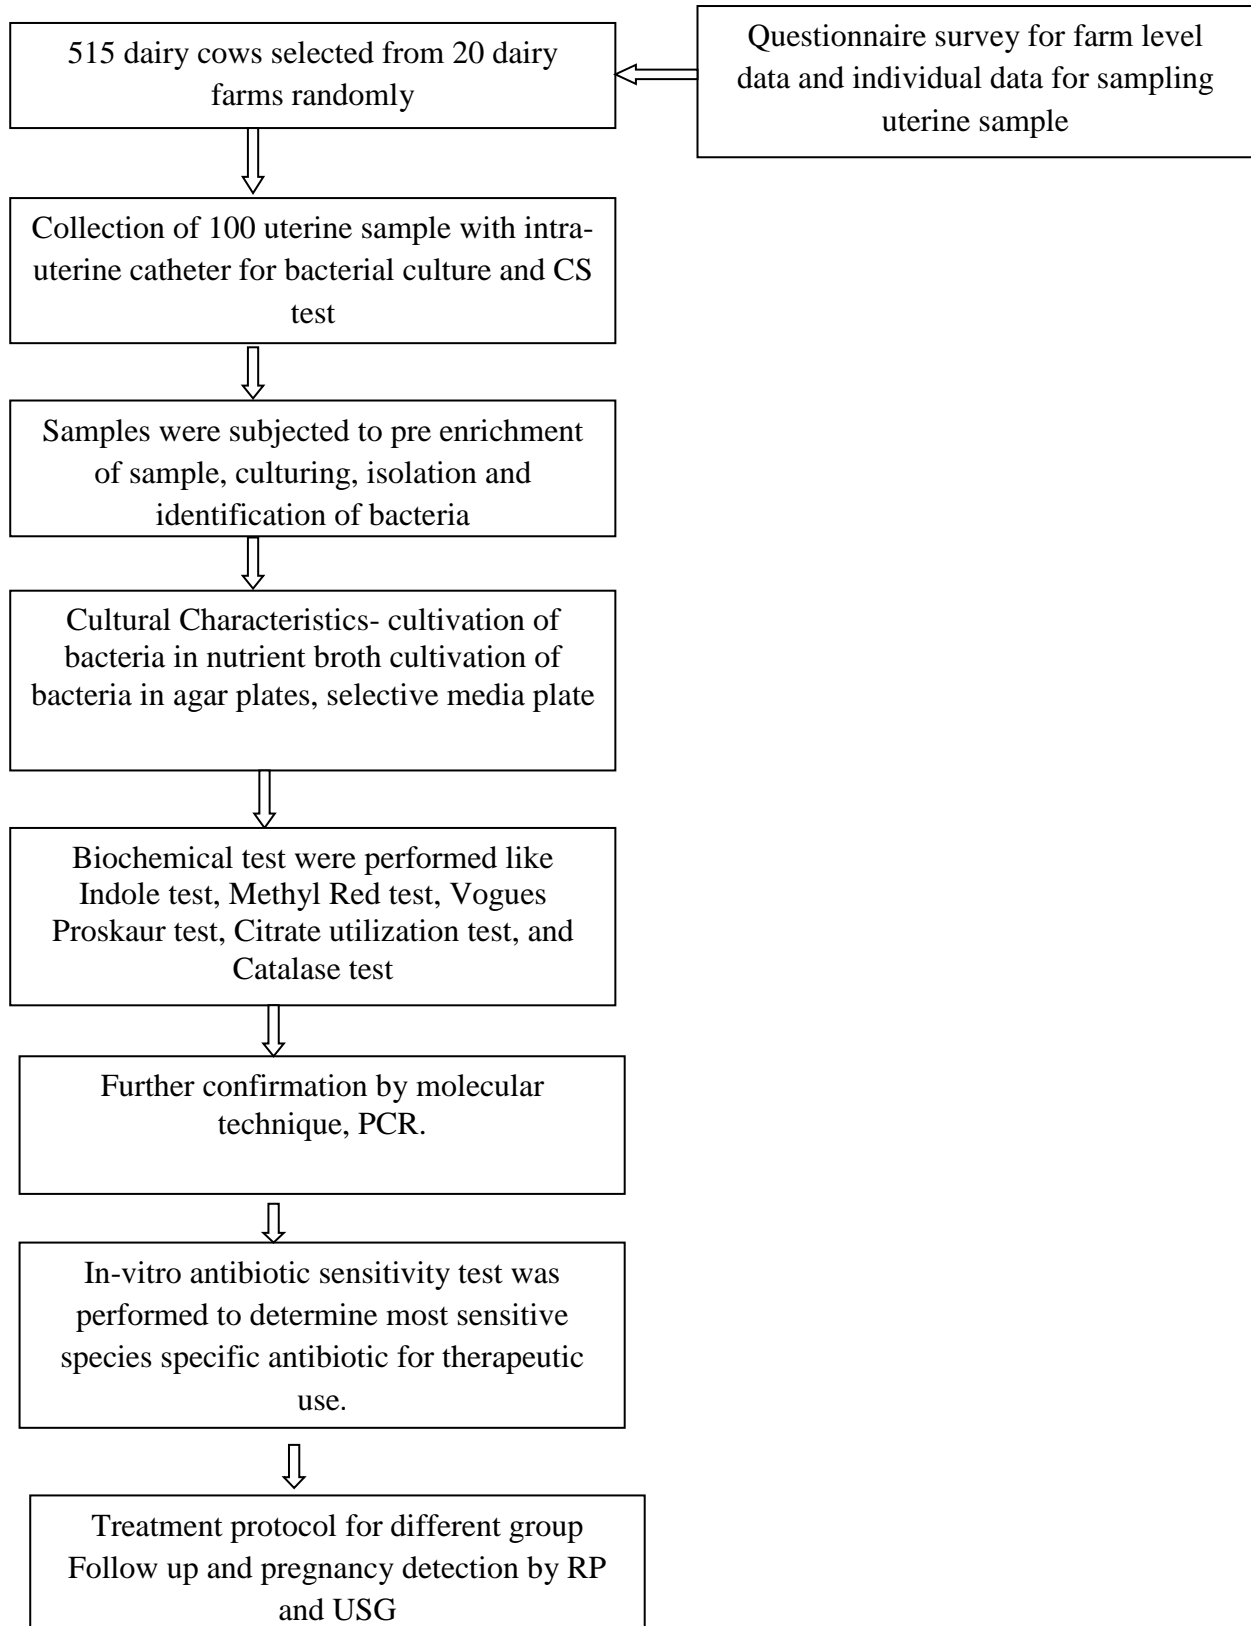 515 dairy cows selected from 20 dairy
farms randomly
Questionnaire survey for farm level
data and individual data for sampling
uterine sample
Collection of 100 uterine sample with intra-
uterine catheter for bacterial culture and CS
test
Samples were subjected to pre enrichment
of sample, culturing, isolation and
identification of bacteria
Cultural Characteristics- cultivation of
bacteria in nutrient broth cultivation of
bacteria in agar plates, selective media plate
Biochemical test were performed like
Indole test, Methyl Red test, Vogues
Proskaur test, Citrate utilization test, and
Catalase test
Further confirmation by molecular
technique, PCR.
In-vitro antibiotic sensitivity test was
performed to determine most sensitive
species specific antibiotic for therapeutic
use.
Treatment protocol for different group
Follow up and pregnancy detection by RP
and USG